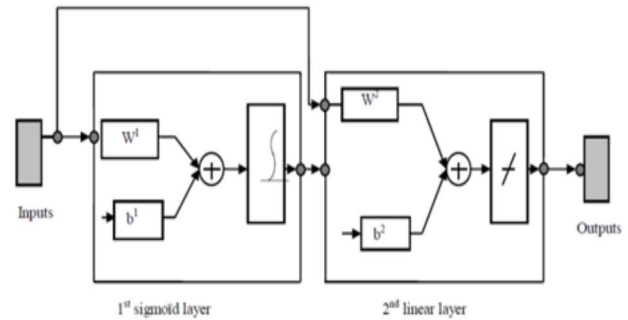 W¹
b¹
W²
b²
Inputs
Outputs
1ˢᵗ sigmoïd layer
2ⁿᵈ linear layer